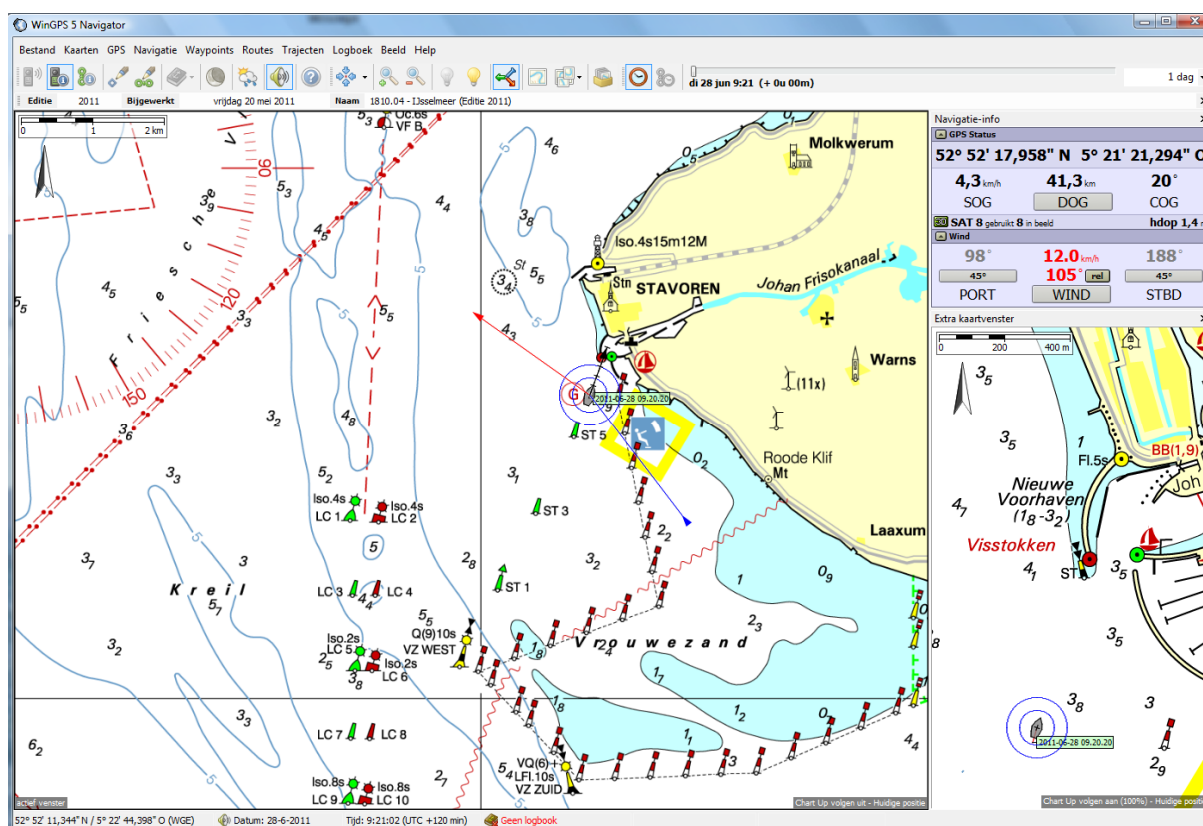 WinGPS 5 Navigator
Bestand Kaarten GPS Navigatie Waypoints Routes Trajecten Logboek Beeld Help
di 28 jun 9:21 (+ 0u 00m)
1 dag
Editie 2011 Bijgewerkt vrijdag 20 mei 2011 Naam 1810.04 - IJsselmeer (Editie 2011)
0 1 2 km
Oc.6s
VF B
Molkwerum
Iso.4s15m12M
Stn
STAVOREN
Johan Frisokanaal
Warns
(11x)
Roode Klif
Mt
Laaxum
Friesche
90
120
150
St
G
2011-06-28 09.20.20
ST 5
ST 3
ST 1
Iso.4s
LC 1
Iso.4s
LC 2
5
LC 3
LC 4
Kreil
Iso.2s
LC 5
Iso.2s
LC 6
Q(9)10s
VZ WEST
Vrouwezand
LC 7
LC 8
Iso.8s
LC 9
Iso.8s
LC 10
VQ(6)+
LFl.10s
VZ ZUID
actief venster
Chart Up volgen uit - Huidige positie
Navigatie-info
GPS Status
52° 52' 17,958" N 5° 21' 21,294" O
4,3 km/h 41,3 km 20°
SOG DOG COG
SAT 8 gebruikt 8 in beeld hdop 1,4
Wind
98° 12.0 km/h 188°
45° 105° rel 45°
PORT WIND STBD
Extra kaartvenster
0 200 400 m
Fl.5s
BB(1,9)
Joh
Nieuwe
Voorhaven
(1₈-3₂)
Visstokken
ST
2011-06-28 09.20.20
Chart Up volgen aan (100%) - Huidige positie
52° 52' 11,344" N / 5° 22' 44,398" O (WGE) Datum: 28-6-2011 Tijd: 9:21:02 (UTC +120 min) Geen logboek